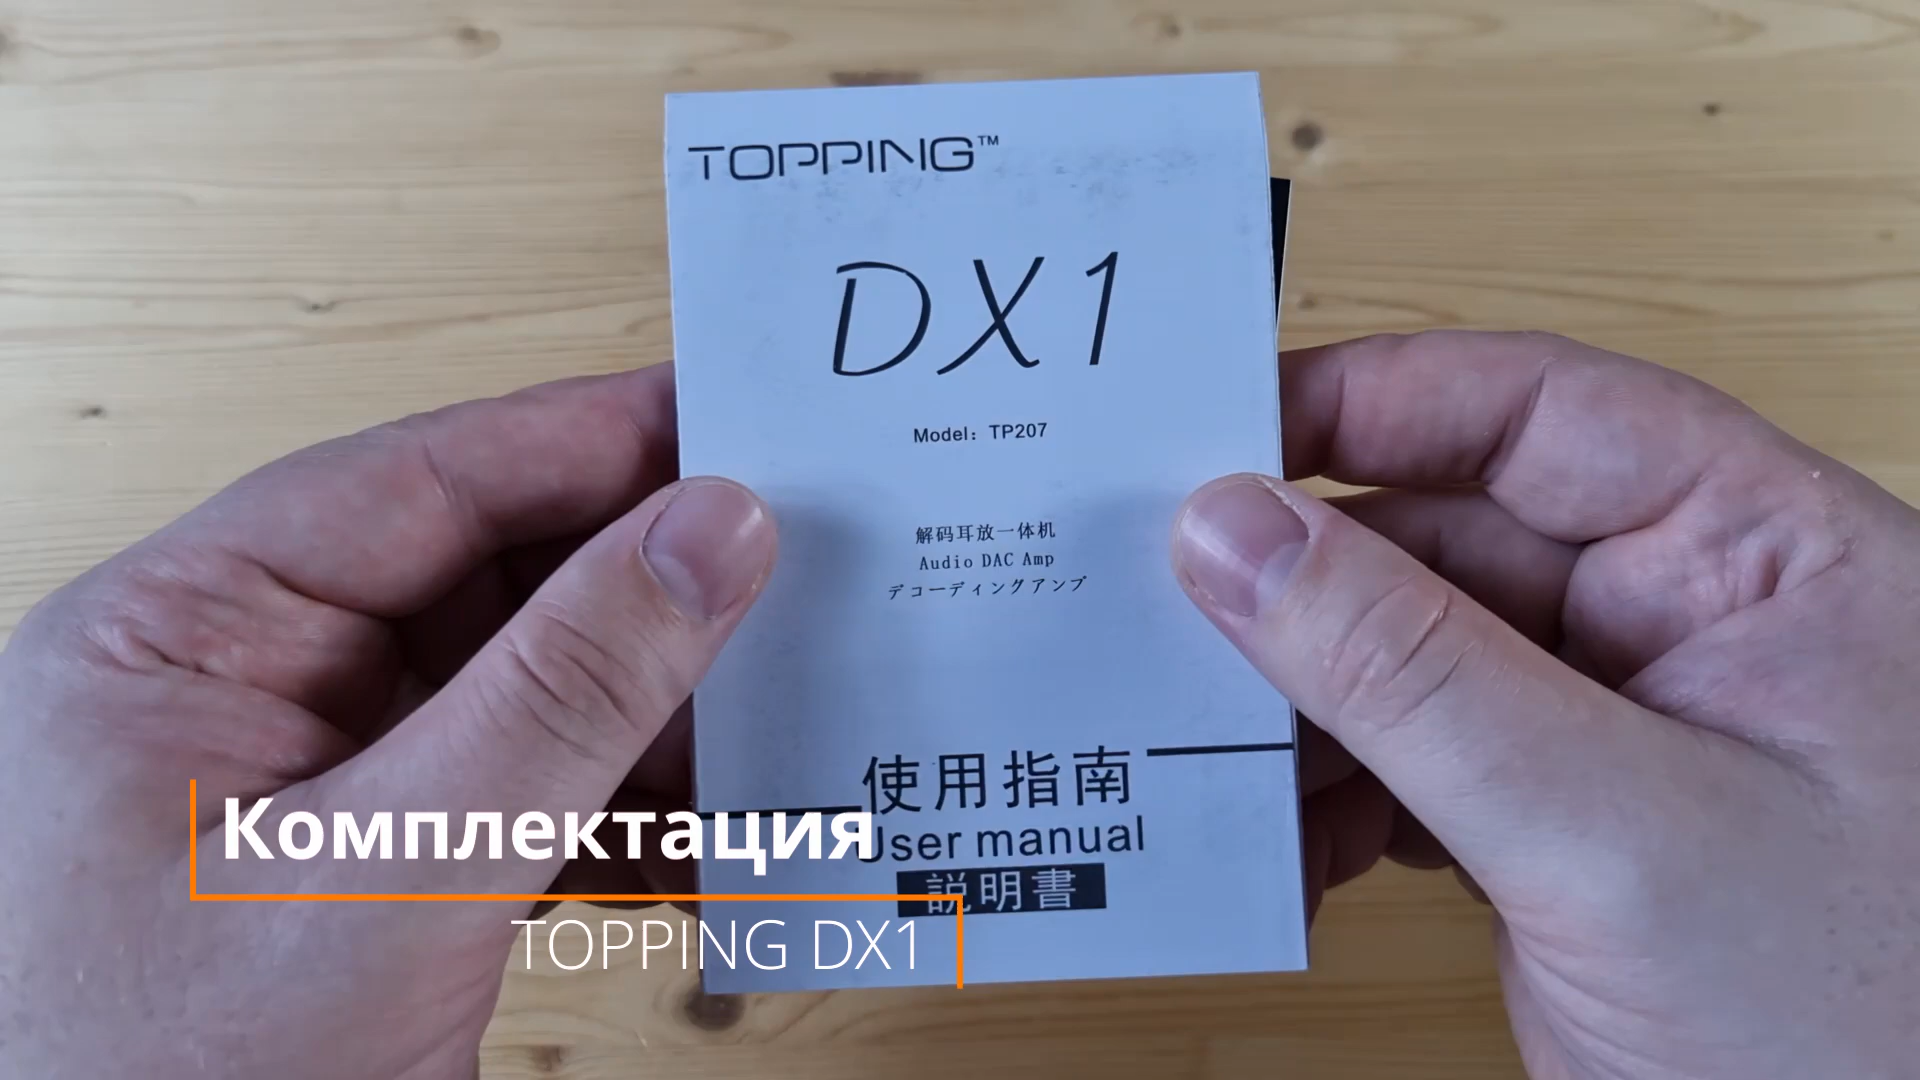 TOPPING™
DX1
Model: TP207
解码耳放一体机
Audio DAC Amp
デコーディングアンプ
使用指南
User manual
説明書
Комплектация
TOPPING DX1